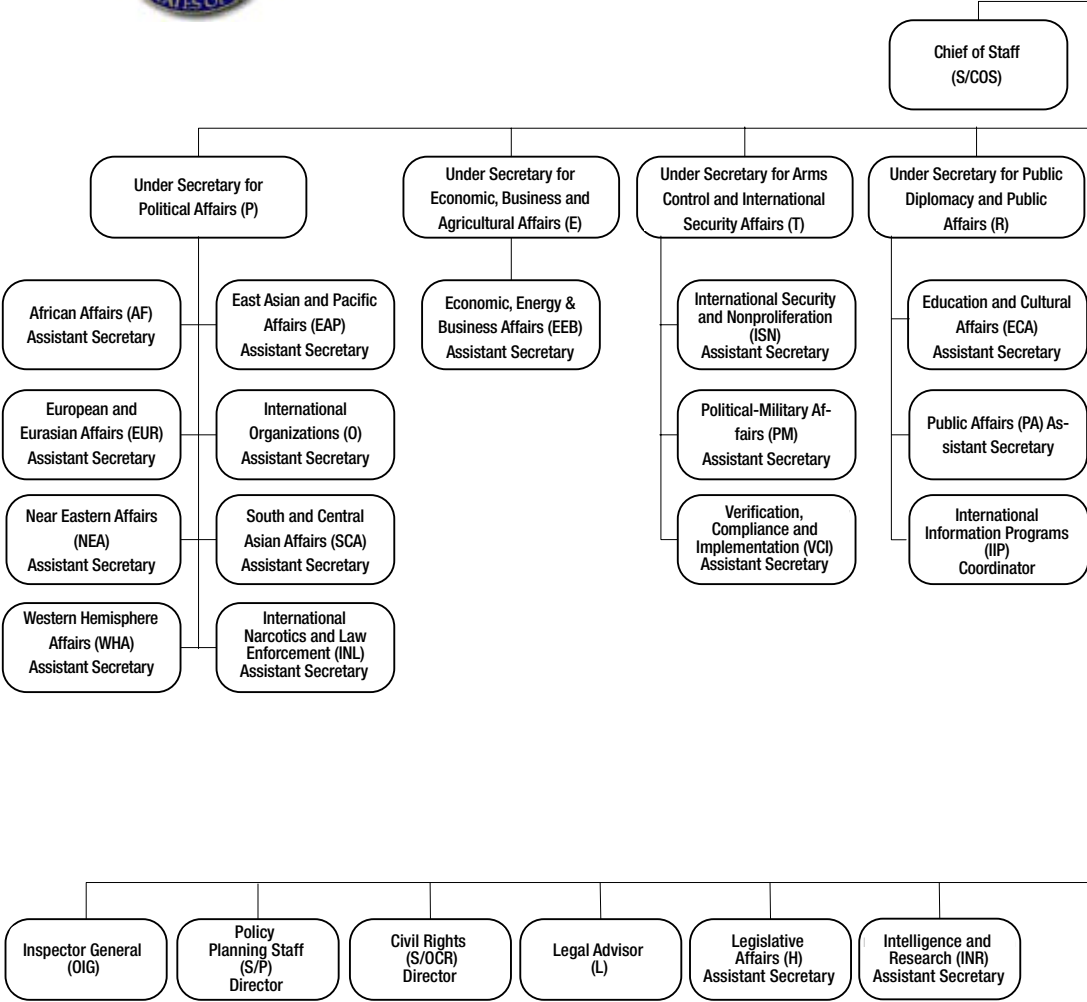 ATES OF
Chief of Staff
(S/COS)
Under Secretary for
Political Affairs (P)
Under Secretary for
Economic, Business and
Agricultural Affairs (E)
Under Secretary for Arms
Control and International
Security Affairs (T)
Under Secretary for Public
Diplomacy and Public
Affairs (R)
African Affairs (AF)
Assistant Secretary
East Asian and Pacific
Affairs (EAP)
Assistant Secretary
Economic, Energy &
Business Affairs (EEB)
Assistant Secretary
International Security
and Nonproliferation
(ISN)
Assistant Secretary
Education and Cultural
Affairs (ECA)
Assistant Secretary
European and
Eurasian Affairs (EUR)
Assistant Secretary
International
Organizations (O)
Assistant Secretary
Political-Military Af-
fairs (PM)
Assistant Secretary
Public Affairs (PA) As-
sistant Secretary
Near Eastern Affairs
(NEA)
Assistant Secretary
South and Central
Asian Affairs (SCA)
Assistant Secretary
Verification,
Compliance and
Implementation (VCI)
Assistant Secretary
International
Information Programs
(IIP)
Coordinator
Western Hemisphere
Affairs (WHA)
Assistant Secretary
International
Narcotics and Law
Enforcement (INL)
Assistant Secretary
Inspector General
(OIG)
Policy
Planning Staff
(S/P)
Director
Civil Rights
(S/OCR)
Director
Legal Advisor
(L)
Legislative
Affairs (H)
Assistant Secretary
Intelligence and
Research (INR)
Assistant Secretary